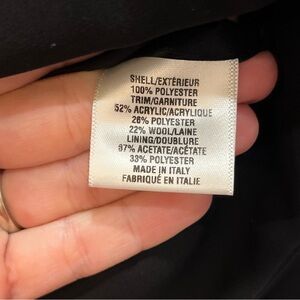 SHELL/EXTÉRIEUR
100% POLYESTER
TRIM/GARNITURE
52% ACRYLIC/ACRYLIQUE
26% POLYESTER
22% WOOL/LAINE
LINING/DOUBLURE
67% ACETATE/ACÉTATE
33% POLYESTER
MADE IN ITALY
FABRIQUÉ EN ITALIE